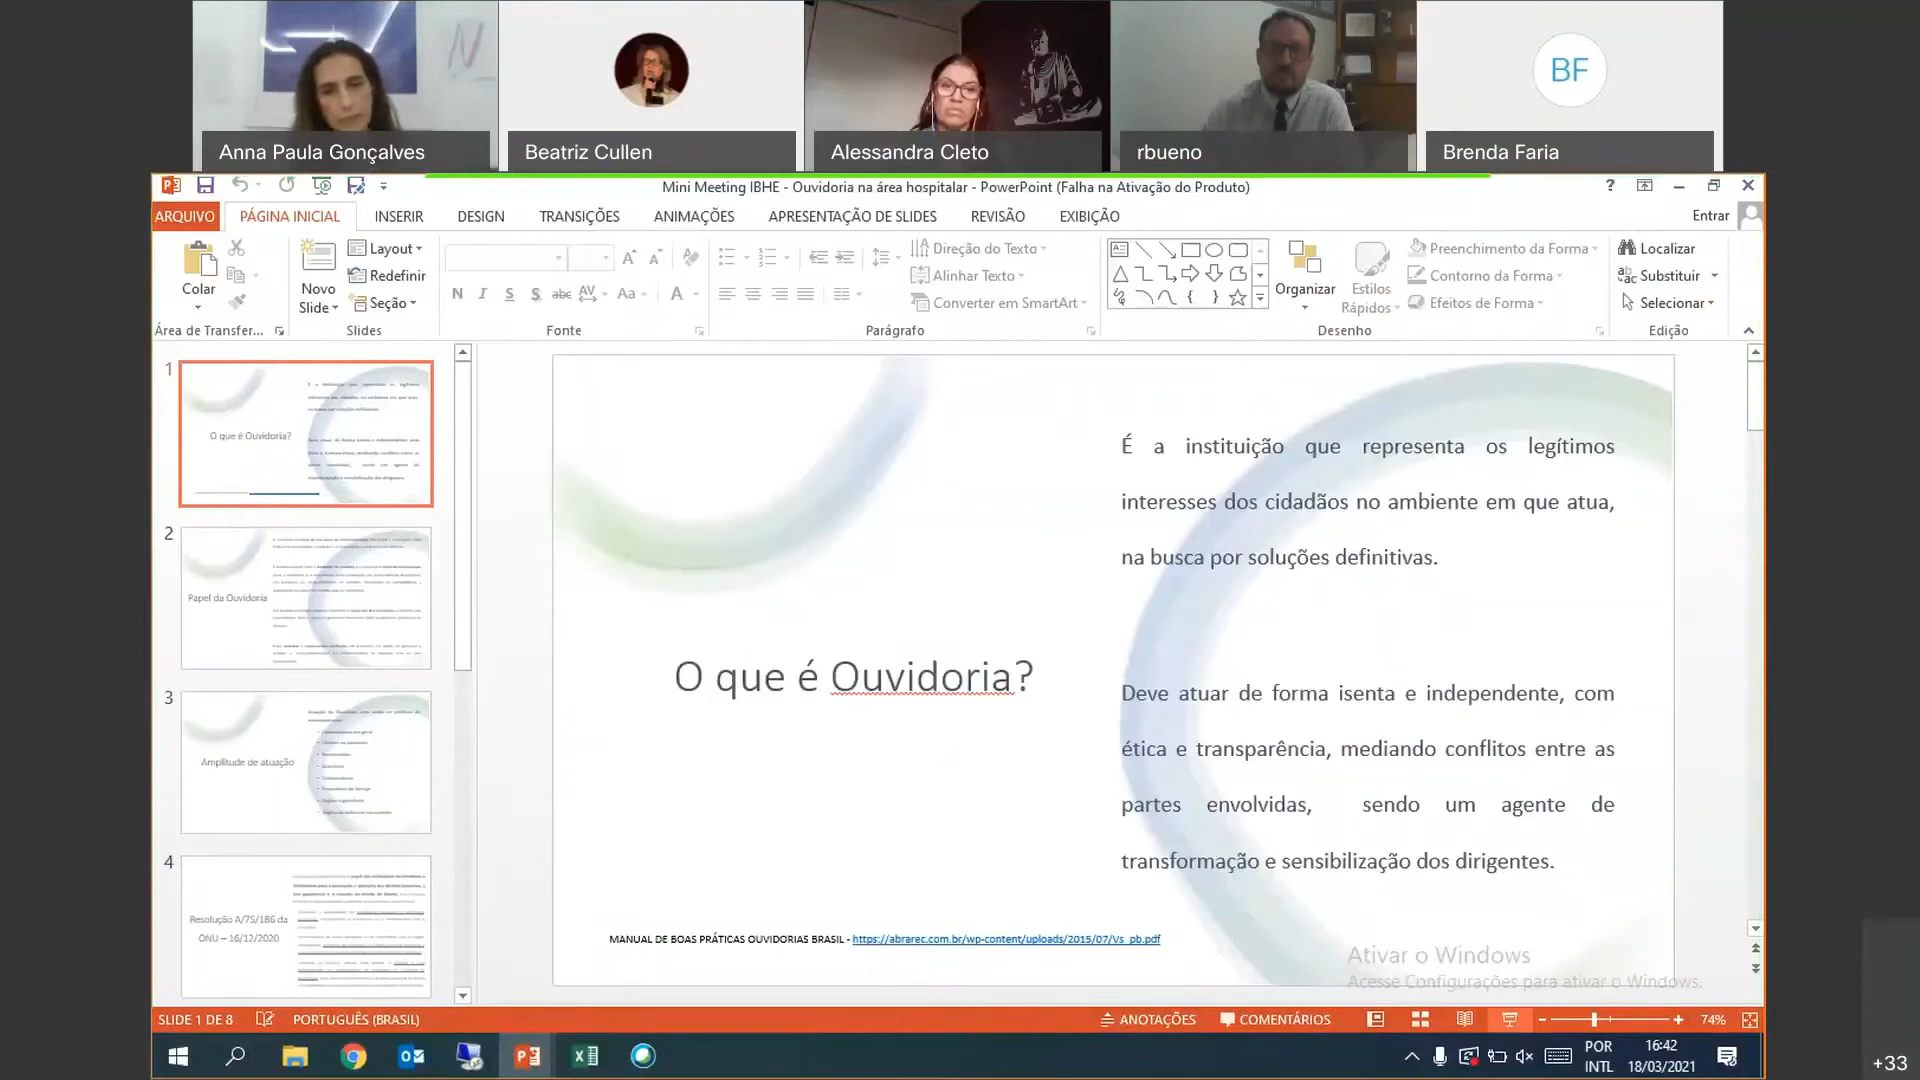 BF
Anna Paula Gonçalves
Beatriz Cullen
Alessandra Cleto
rbueno
Brenda Faria
Mini Meeting IBHE - Ouvidoria na área hospitalar - PowerPoint (Falha na Ativação do Produto)
ARQUIVO PÁGINA INICIAL INSERIR DESIGN TRANSIÇÕES ANIMAÇÕES APRESENTAÇÃO DE SLIDES REVISÃO EXIBIÇÃO Entrar
Colar
Área de Transfer...
Novo
Slide
Layout
Redefinir
Seção
Slides
N I S S abc AV Aa A
Fonte
Direção do Texto
Alinhar Texto
Converter em SmartArt
Parágrafo
Organizar
Estilos
Rápidos
Preenchimento da Forma
Contorno da Forma
Efeitos de Forma
Desenho
Localizar
Substituir
Selecionar
Edição
1
O que é Ouvidoria?
2
Papel da Ouvidoria
3
Amplitude de atuação
4
Resolução A/75/186 da
ONU – 16/12/2020
O que é Ouvidoria?
É a instituição que representa os legítimos
interesses dos cidadãos no ambiente em que atua,
na busca por soluções definitivas.
Deve atuar de forma isenta e independente, com
ética e transparência, mediando conflitos entre as
partes envolvidas, sendo um agente de
transformação e sensibilização dos dirigentes.
MANUAL DE BOAS PRÁTICAS OUVIDORIAS BRASIL - https://abrarec.com.br/wp-content/uploads/2015/07/Vs_pb.pdf
Ativar o Windows
Acesse Configurações para ativar o Windows.
SLIDE 1 DE 8 PORTUGUÊS (BRASIL) ANOTAÇÕES COMENTÁRIOS 74%
POR
INTL
16:42
18/03/2021
+33